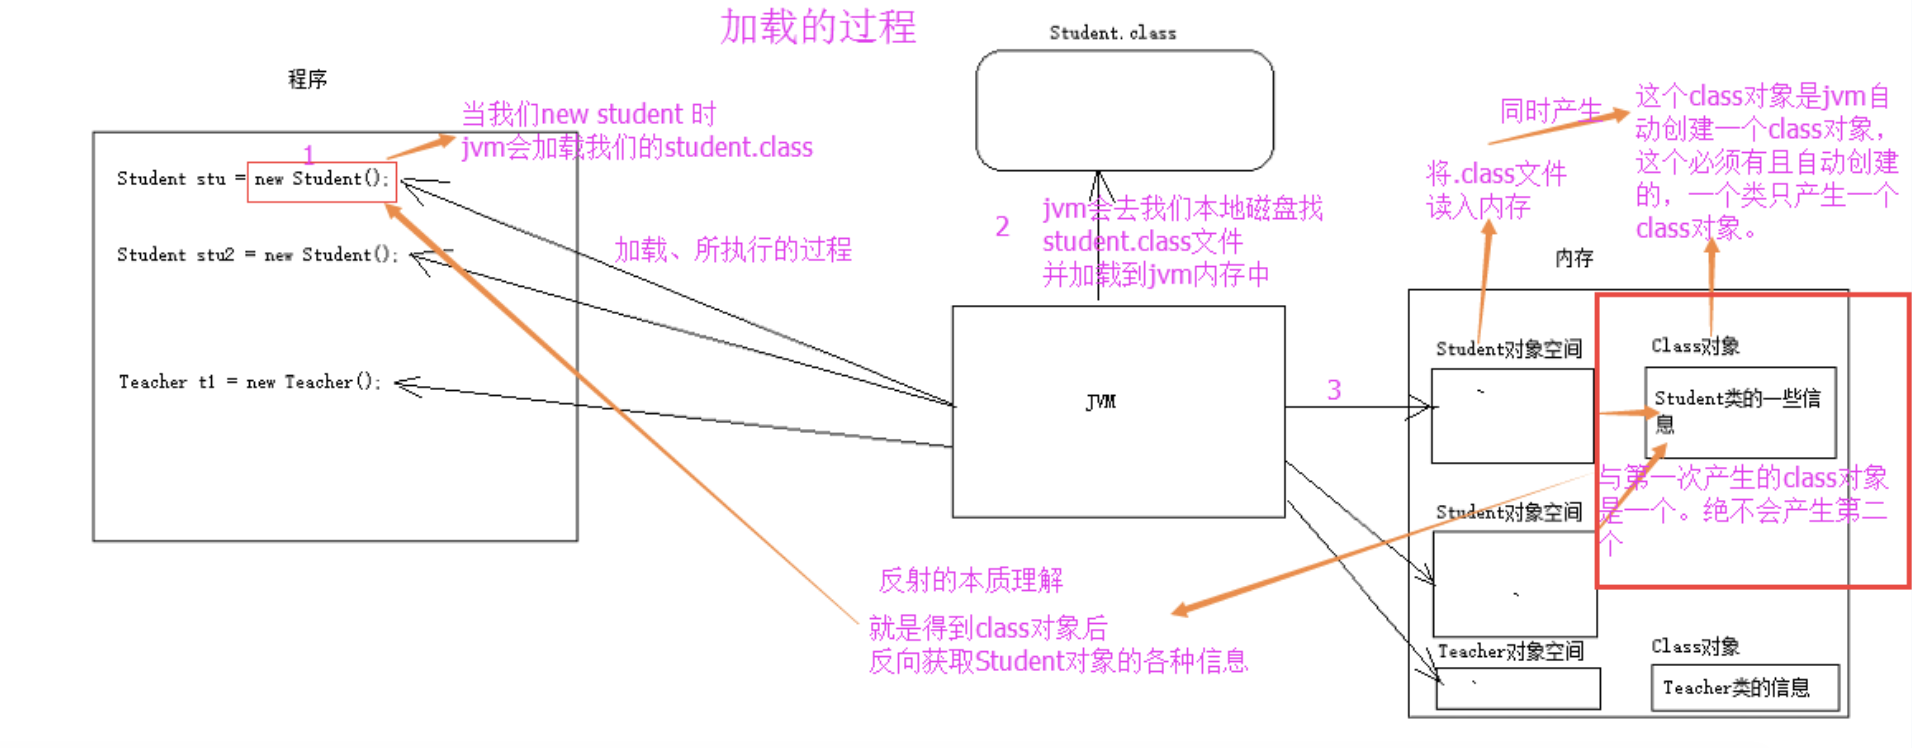 加载的过程
Student.class
程序
当我们new student 时
jvm会加载我们的student.class
1
Student stu = new Student();
Student stu2 = new Student();
Teacher t1 = new Teacher();
加载、所执行的过程
2
jvm会去我们本地磁盘找
student.class文件
并加载到jvm内存中
JVM
3
同时产生
将.class文件
读入内存
这个class对象是jvm自
动创建一个class对象，
这个必须有且自动创建
的，一个类只产生一个
class对象。
内存
Student对象空间
Class对象
Student类的一些信
息
与第一次产生的class对象
是一个。绝不会产生第二
个
Student对象空间
Teacher对象空间
Class对象
Teacher类的信息
反射的本质理解
就是得到class对象后
反向获取Student对象的各种信息